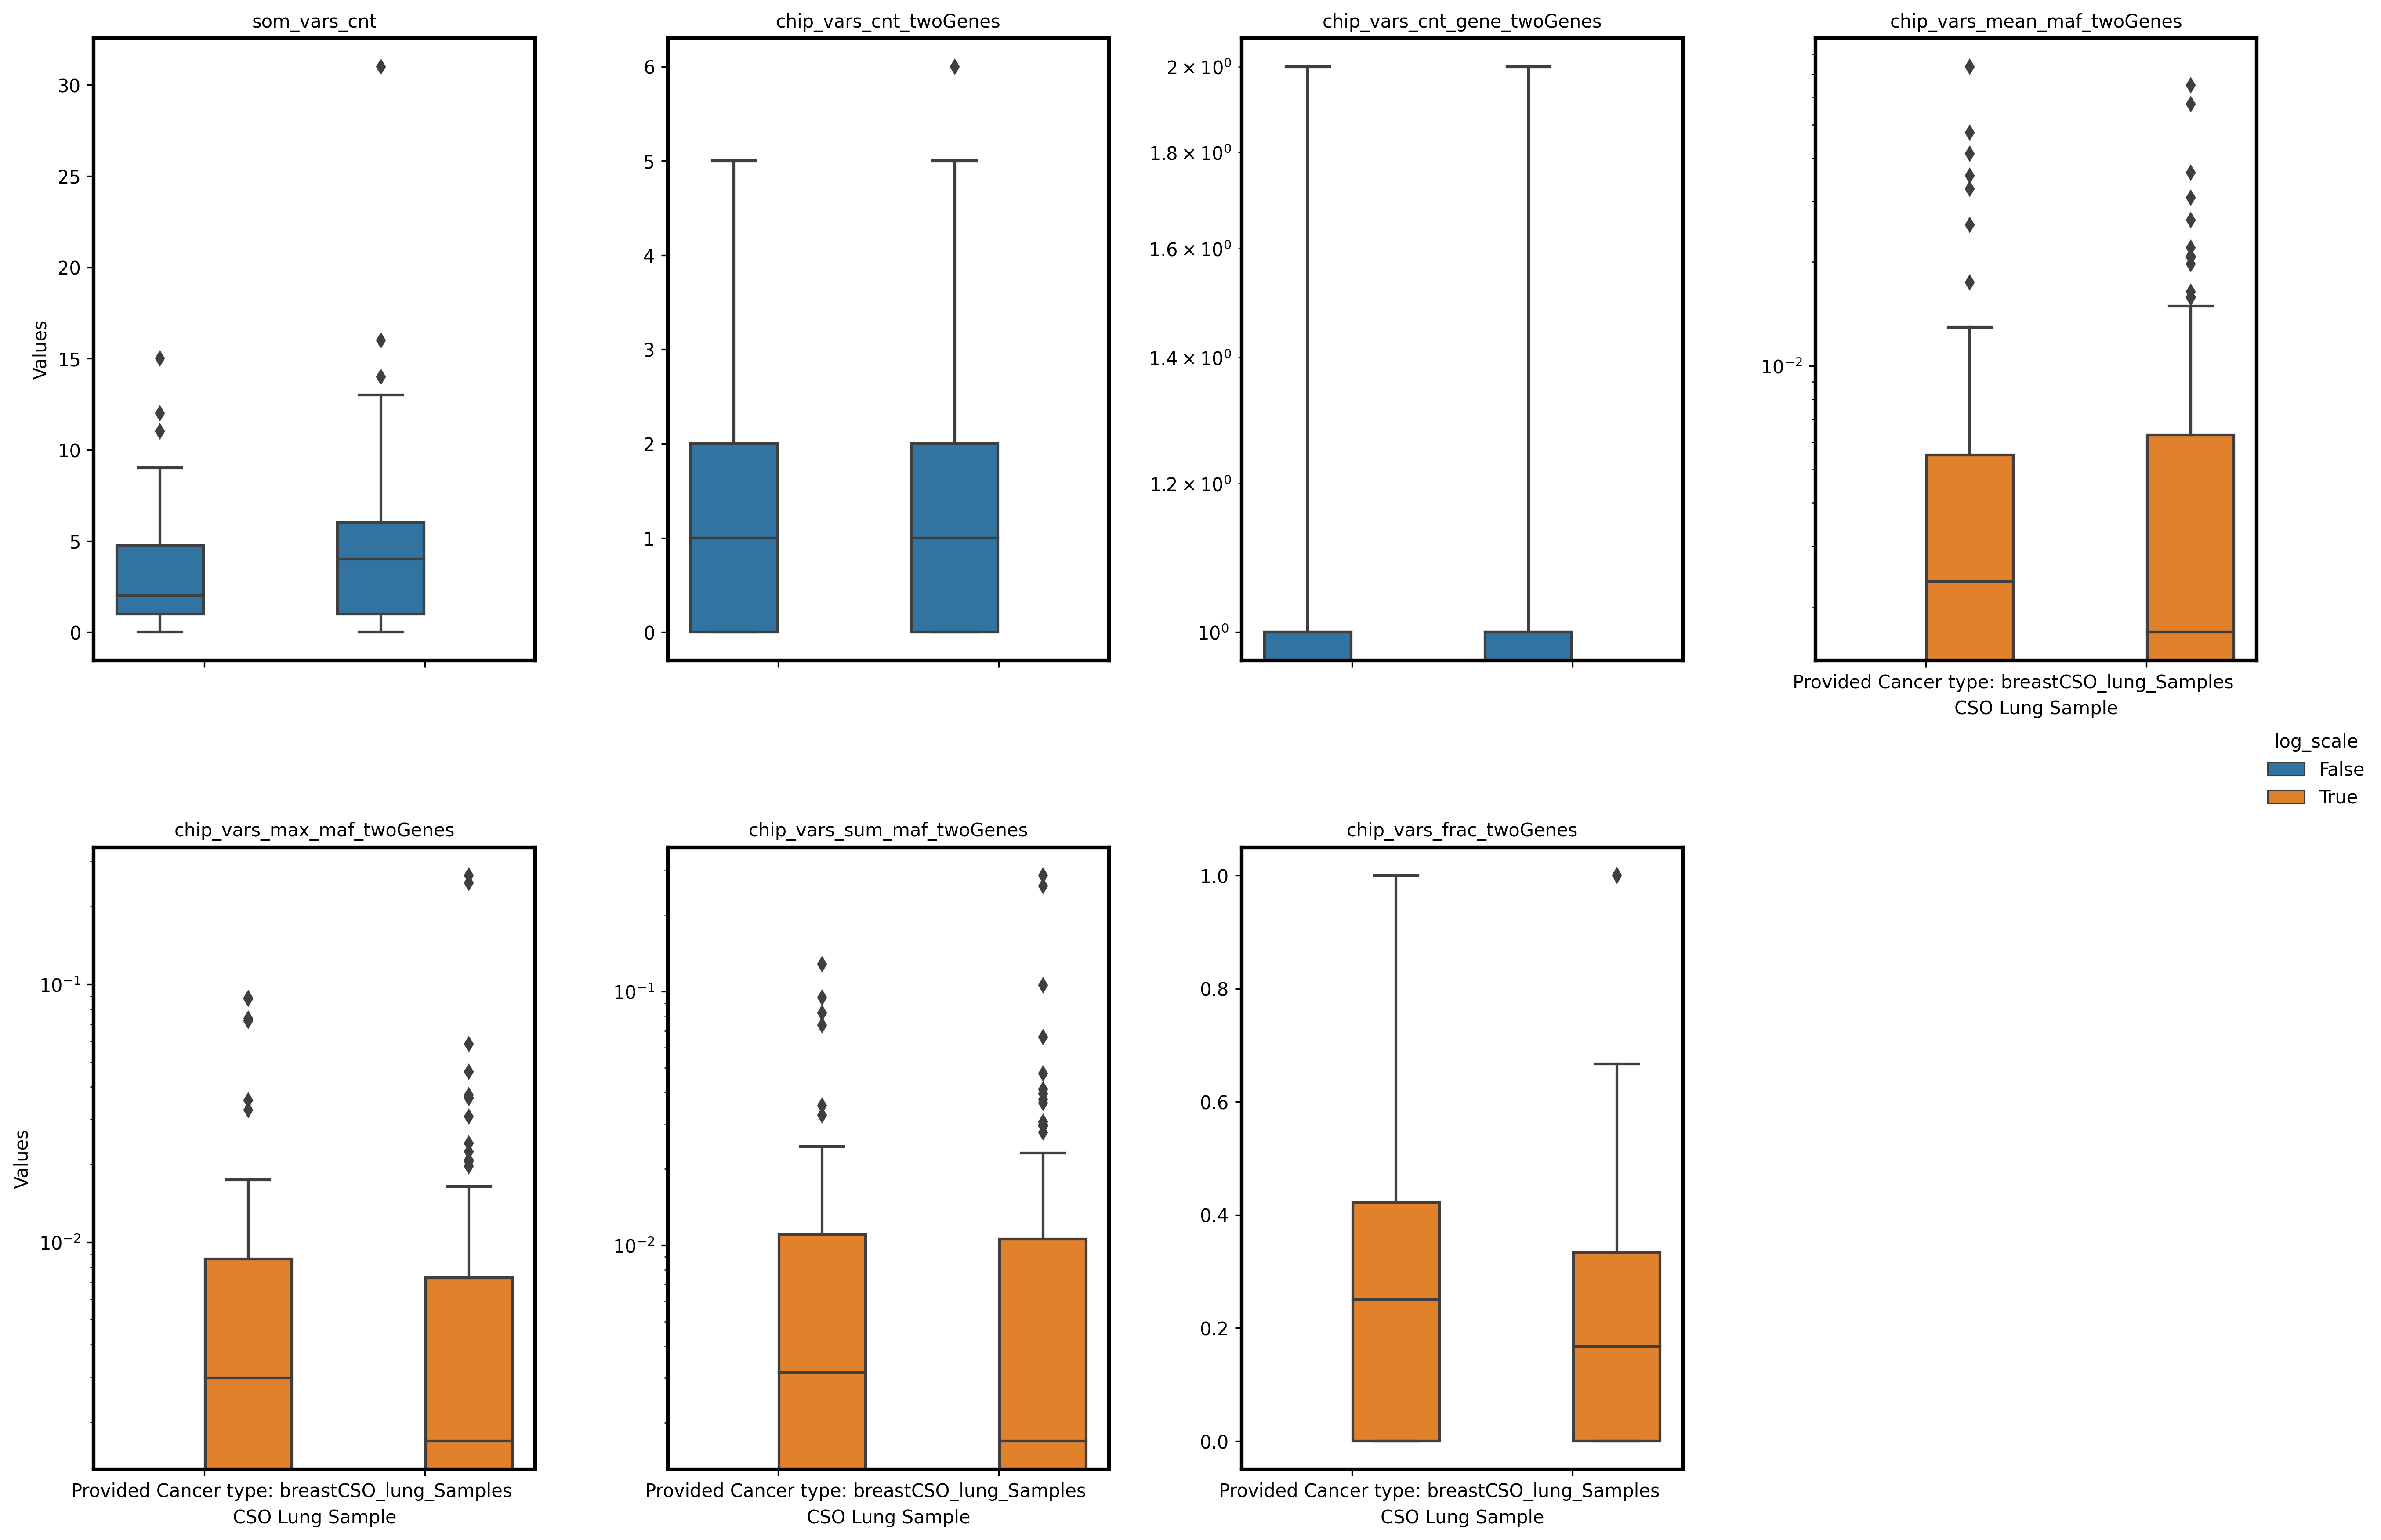 som_vars_cnt
chip_vars_cnt_twoGenes
chip_vars_cnt_gene_twoGenes
chip_vars_mean_maf_twoGenes
Values
30
25
20
15
10
5
0
6
5
4
3
2
1
0
2 × 10⁰
1.8 × 10⁰
1.6 × 10⁰
1.4 × 10⁰
1.2 × 10⁰
10⁰
10⁻²
Provided Cancer type: breastCSO_lung_Samples
CSO Lung Sample
log_scale
False
True
chip_vars_max_maf_twoGenes
chip_vars_sum_maf_twoGenes
chip_vars_frac_twoGenes
Values
10⁻¹
10⁻²
10⁻¹
10⁻²
1.0
0.8
0.6
0.4
0.2
0.0
Provided Cancer type: breastCSO_lung_Samples
CSO Lung Sample
Provided Cancer type: breastCSO_lung_Samples
CSO Lung Sample
Provided Cancer type: breastCSO_lung_Samples
CSO Lung Sample